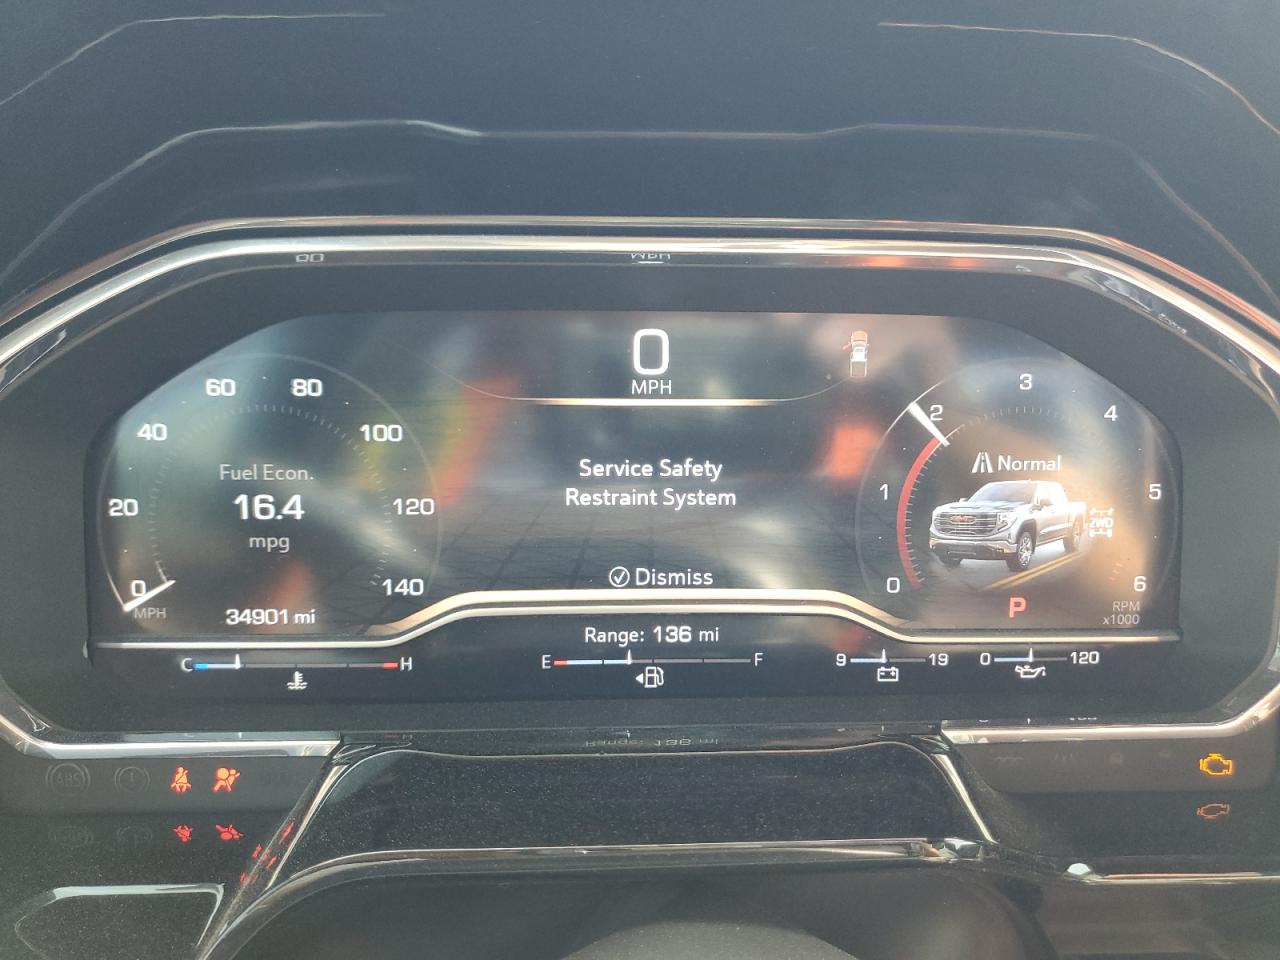 0
MPH
60 80
40 100
20 120
0 140
MPH
Fuel Econ.
16.4
mpg
34901 mi
Service Safety
Restraint System
Dismiss
Range: 136 mi
3
2 4
1 5
0 6
Normal
GMC
2WD
P
RPM
x1000
C H
E F
9 19
0 120
ABS